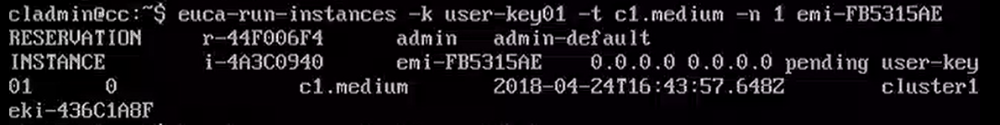 cladmin@cc:~$ euca-run-instances -k user-key01 -t c1.medium -n 1 emi-FB5315AE
RESERVATION r-44F006F4 admin admin-default
INSTANCE i-4A3C0940 emi-FB5315AE 0.0.0.0 0.0.0.0 pending user-key
01 0 c1.medium 2018-04-24T16:43:57.648Z cluster1
eki-436C1A8F